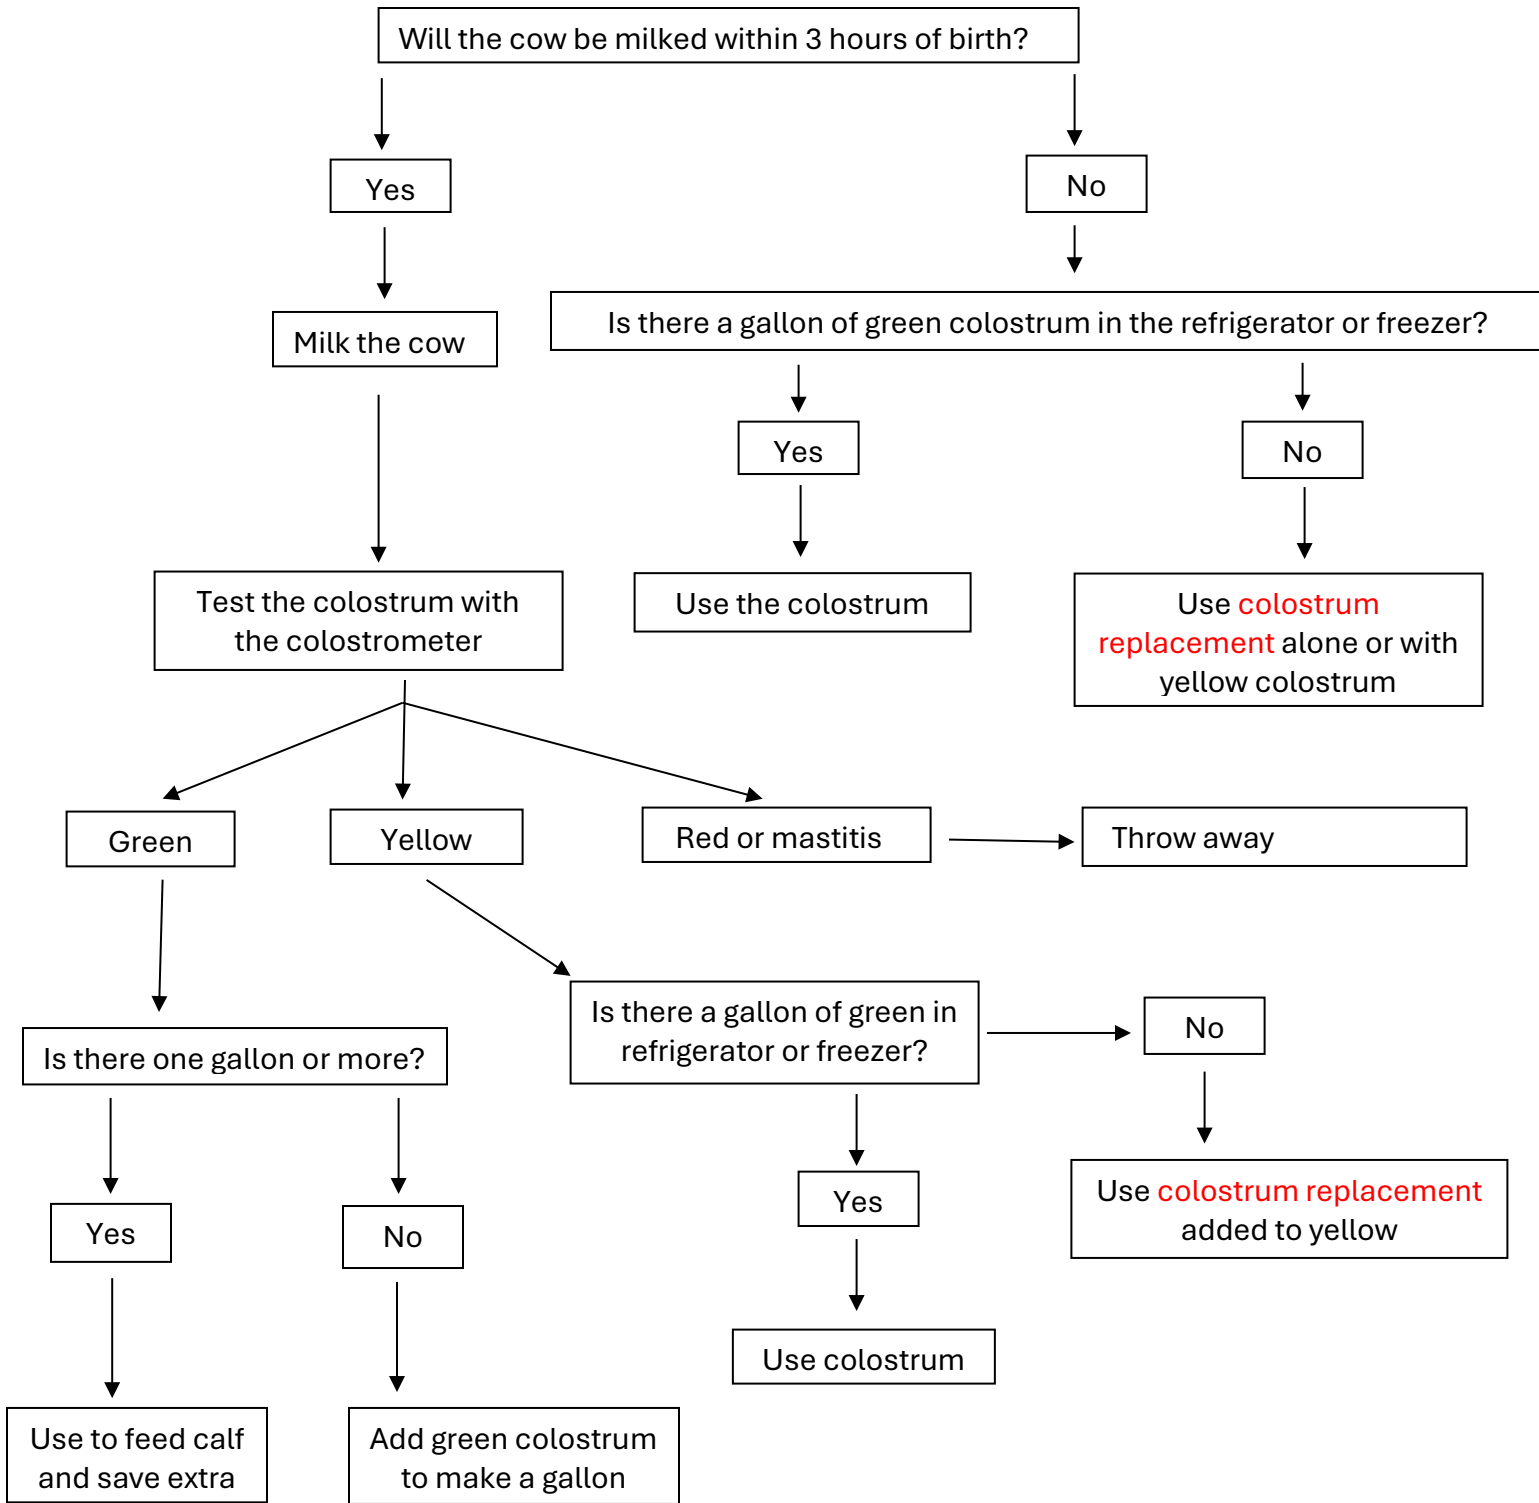 Will the cow be milked within 3 hours of birth?
Yes
No
Milk the cow
Is there a gallon of green colostrum in the refrigerator or freezer?
Yes
No
Test the colostrum with
the colostrometer
Use the colostrum
Use colostrum
replacement alone or with
yellow colostrum
Green
Yellow
Red or mastitis
Throw away
Is there one gallon or more?
Is there a gallon of green in
refrigerator or freezer?
No
Yes
No
Yes
Use colostrum replacement
added to yellow
Use colostrum
Use to feed calf
and save extra
Add green colostrum
to make a gallon